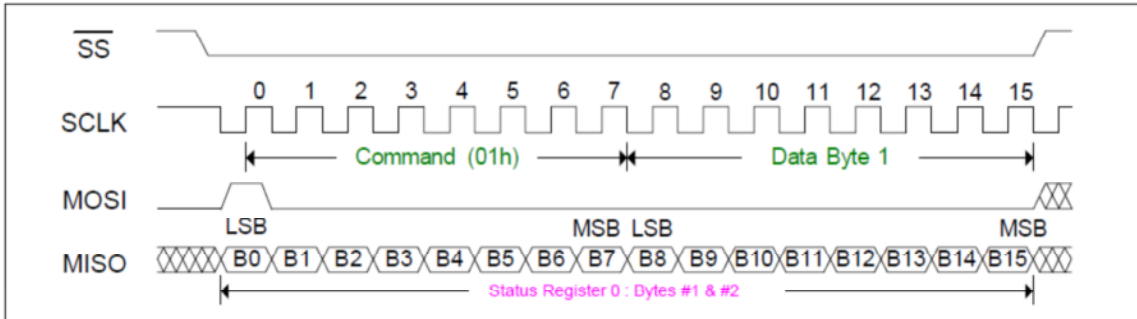 SS
0 1 2 3 4 5 6 7 8 9 10 11 12 13 14 15
SCLK
Command (01h) Data Byte 1
MOSI
LSB MSB LSB MSB
MISO B0 B1 B2 B3 B4 B5 B6 B7 B8 B9 B10 B11 B12 B13 B14 B15
Status Register 0 : Bytes #1 & #2